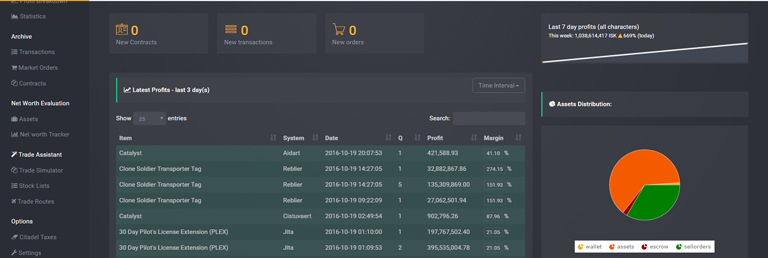 Statistics
Archive
Transactions
Market Orders
Contracts
Net Worth Evaluation
Assets
Net worth Tracker
Trade Assistant
Trade Simulator
Stock Lists
Trade Routes
Options
Citadel Taxes
Settings
0
New Contracts
0
New transactions
0
New orders
Latest Profits - last 3 day(s)
Time Interval
Show 25 entries
Search:
Item System Date Q Profit Margin
Catalyst Aidart 2016-10-19 20:07:53 1 421,588.93 41.10 %
Clone Soldier Transporter Tag Reblier 2016-10-19 14:27:05 1 32,882,867.86 274.15 %
Clone Soldier Transporter Tag Reblier 2016-10-19 14:27:05 5 135,309,869.00 151.93 %
Clone Soldier Transporter Tag Reblier 2016-10-19 09:22:09 1 27,062,501.94 151.93 %
Catalyst Cistuvaert 2016-10-19 02:49:54 1 902,796.26 87.96 %
30 Day Pilot's License Extension (PLEX) Jita 2016-10-19 01:10:00 1 197,767,502.40 21.05 %
30 Day Pilot's License Extension (PLEX) Jita 2016-10-19 01:09:53 2 395,535,004.78 21.05 %
Last 7 day profits (all characters)
This week: 1,038,614,417 ISK 669% (today)
Assets Distribution:
wallet assets escrow sellorders